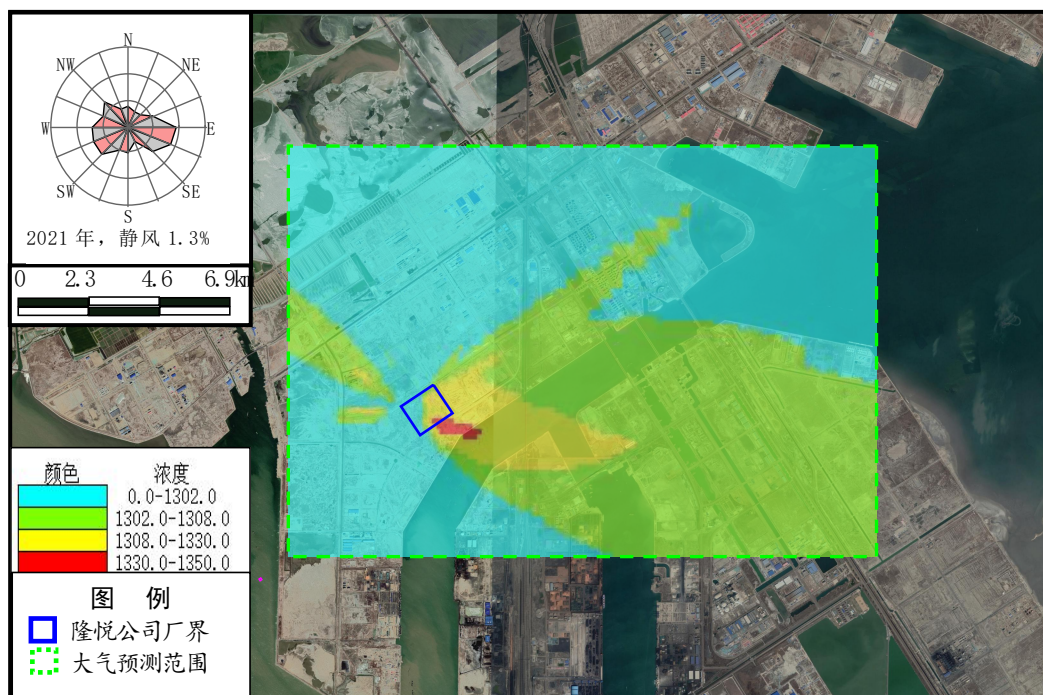 N
NW
NE
W
E
SW
SE
S
2021 年，静风 1.3%
0 2.3 4.6 6.9km
颜色 浓度
0.0-1302.0
1302.0-1308.0
1308.0-1330.0
1330.0-1350.0
图 例
隆悦公司厂界
大气预测范围